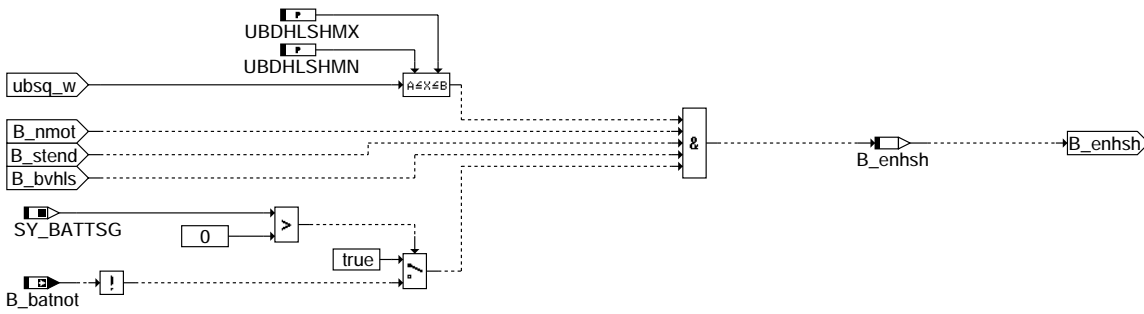 P
UBDHLSHMX
P
UBDHLSHMN
ubsq_w
A≤X≤B
B_nmot
B_stend
B_bvhls
&
B_enhsh
B_enhsh
SY_BATTSG
>
0
true
B_batnot
!